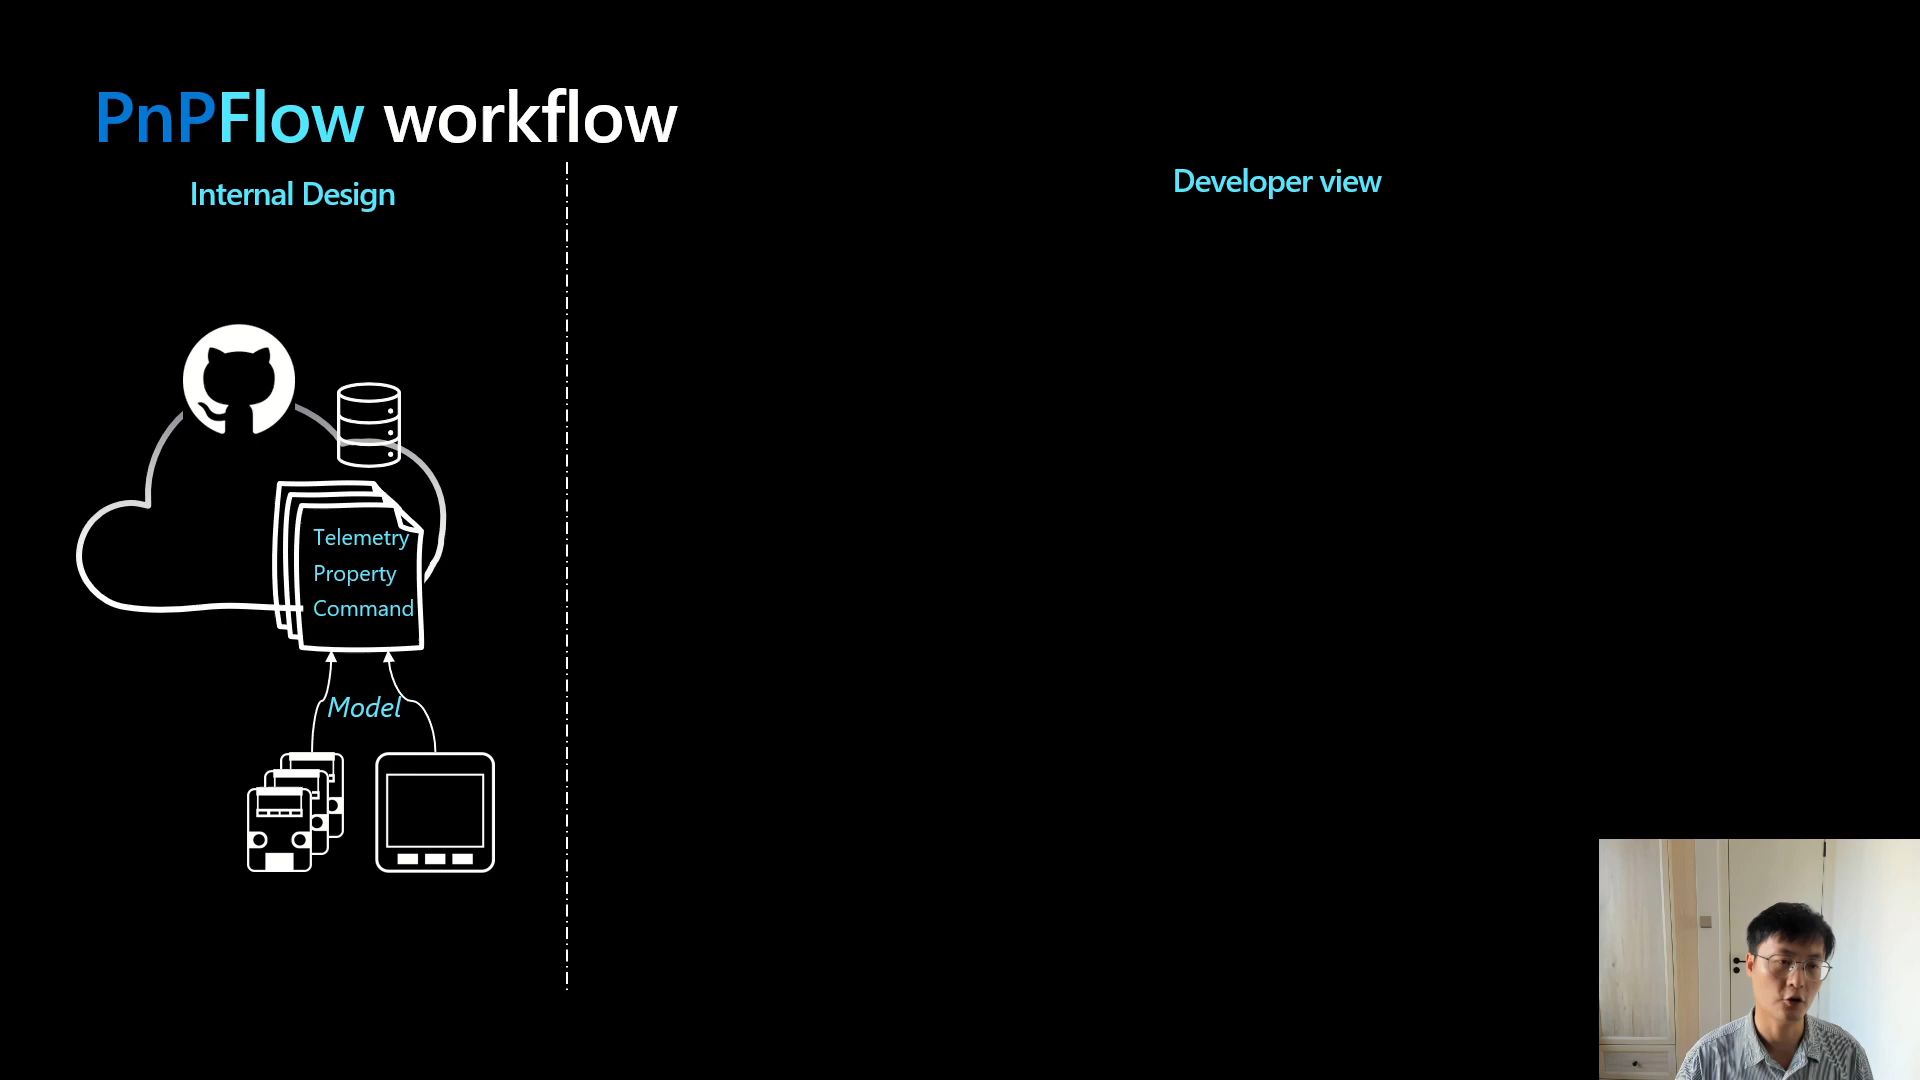 PnPFlow workflow
Internal Design
Developer view
Telemetry
Property
Command
Model